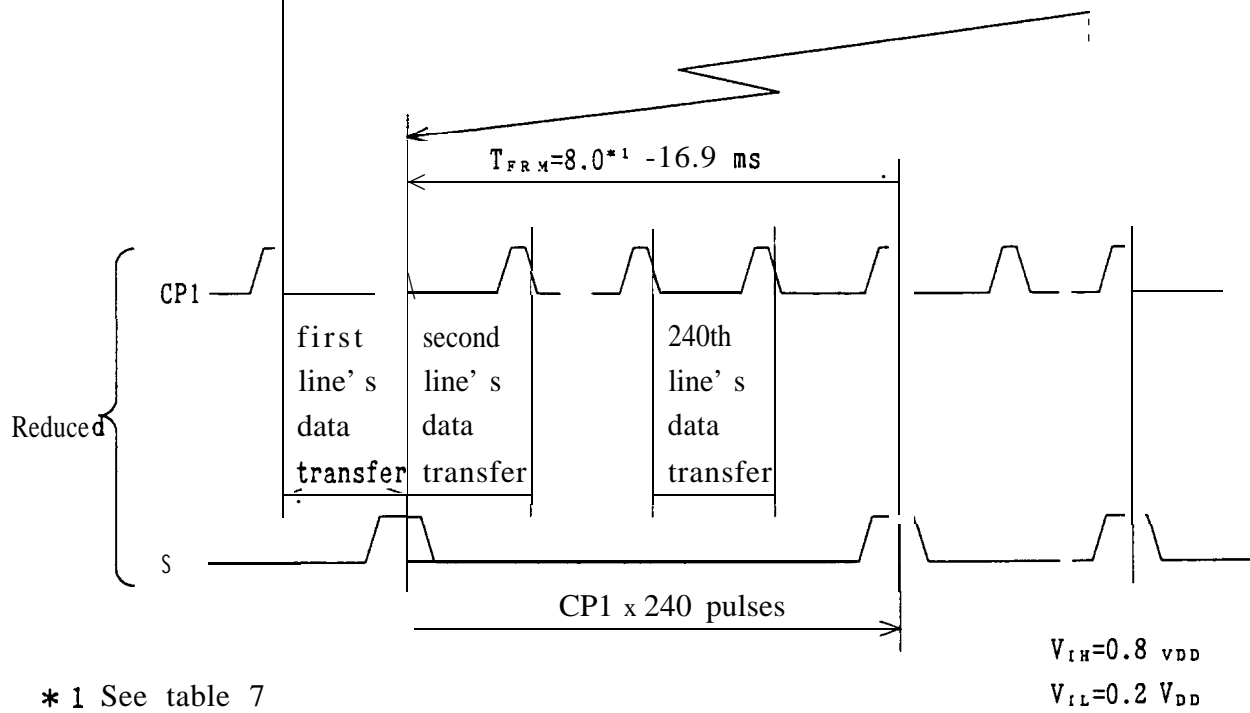 T_FRM=8.0*1 -16.9 ms
CP1
first line' s data transfer
second line' s data transfer
240th line' s data transfer
Reduced
S
CP1 x 240 pulses
V_IH=0.8 VDD
V_IL=0.2 V_DD
* 1 See table 7